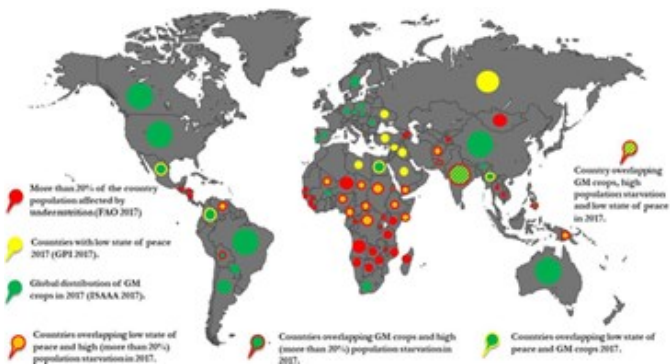 More than 20% of the country
population affected by
undernutrition (FAO 2017)
Countries with low state of peace
2017 (GPI 2017).
Global distribution of GM
crops in 2017 (ISAAA 2017).
Countries overlapping low state of
peace and high (more than 20%)
population starvation in 2017.
Countries overlapping GM crops and high
(more than 20%) population starvation in
2017.
Countries overlapping low state of
peace and GM crops 2017.
Country overlapping
GM crops, high
population starvation
and low state of peace
in 2017.